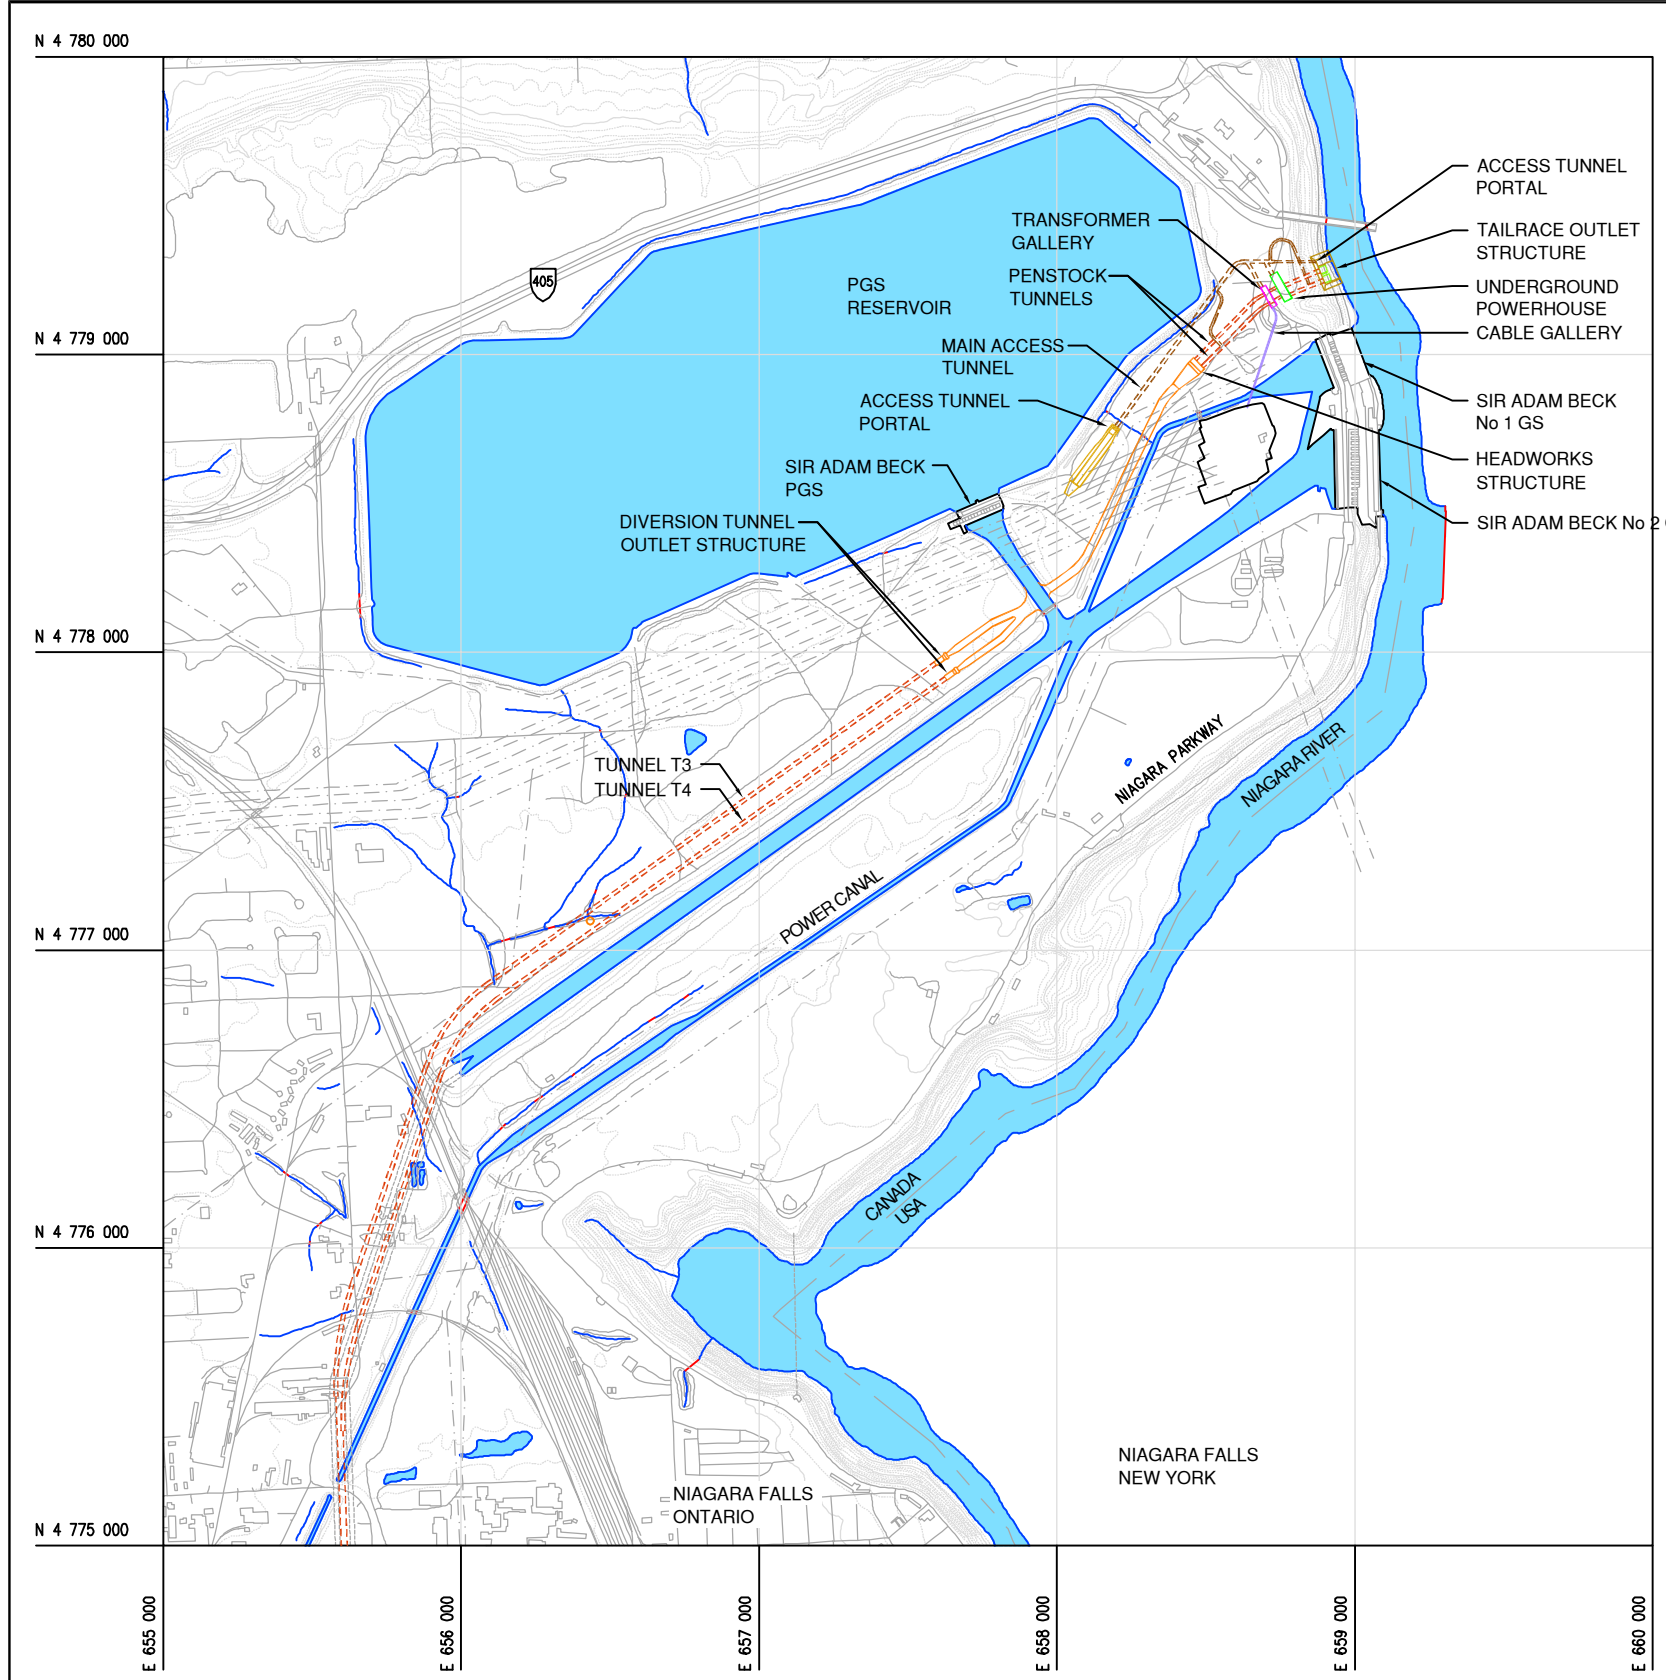 N 4 780 000
ACCESS TUNNEL
PORTAL
TRANSFORMER
GALLERY
TAILRACE OUTLET
STRUCTURE
405
PGS
RESERVOIR
PENSTOCK
TUNNELS
UNDERGROUND
POWERHOUSE
CABLE GALLERY
N 4 779 000
MAIN ACCESS
TUNNEL
ACCESS TUNNEL
PORTAL
SIR ADAM BECK
No 1 GS
SIR ADAM BECK
PGS
HEADWORKS
STRUCTURE
DIVERSION TUNNEL
OUTLET STRUCTURE
SIR ADAM BECK No 2
N 4 778 000
NIAGARA PARKWAY
NIAGARA RIVER
TUNNEL T3
TUNNEL T4
POWER CANAL
N 4 777 000
CANADA
USA
N 4 776 000
NIAGARA FALLS
NEW YORK
NIAGARA FALLS
ONTARIO
N 4 775 000
E 655 000
E 656 000
E 657 000
E 658 000
E 659 000
E 660 000